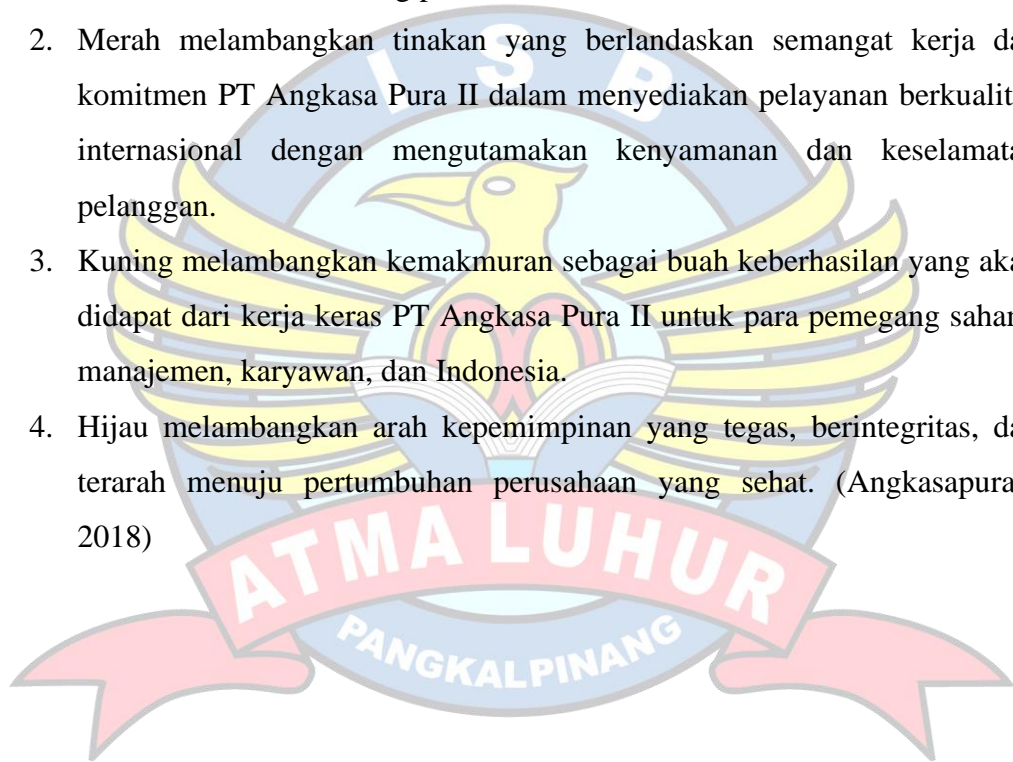 2. Merah melambangkan tinakan yang berlandaskan semangat kerja da
komitmen PT Angkasa Pura II dalam menyediakan pelayanan berkualit
internasional dengan mengutamakan kenyamanan dan keselamata
pelanggan.
3. Kuning melambangkan kemakmuran sebagai buah keberhasilan yang aka
didapat dari kerja keras PT Angkasa Pura II untuk para pemegang saham
manajemen, karyawan, dan Indonesia.
4. Hijau melambangkan arah kepemimpinan yang tegas, berintegritas, da
terarah menuju pertumbuhan perusahaan yang sehat. (Angkasapura
2018)
I S B
ATMA LUHUR
PANGKALPINANG